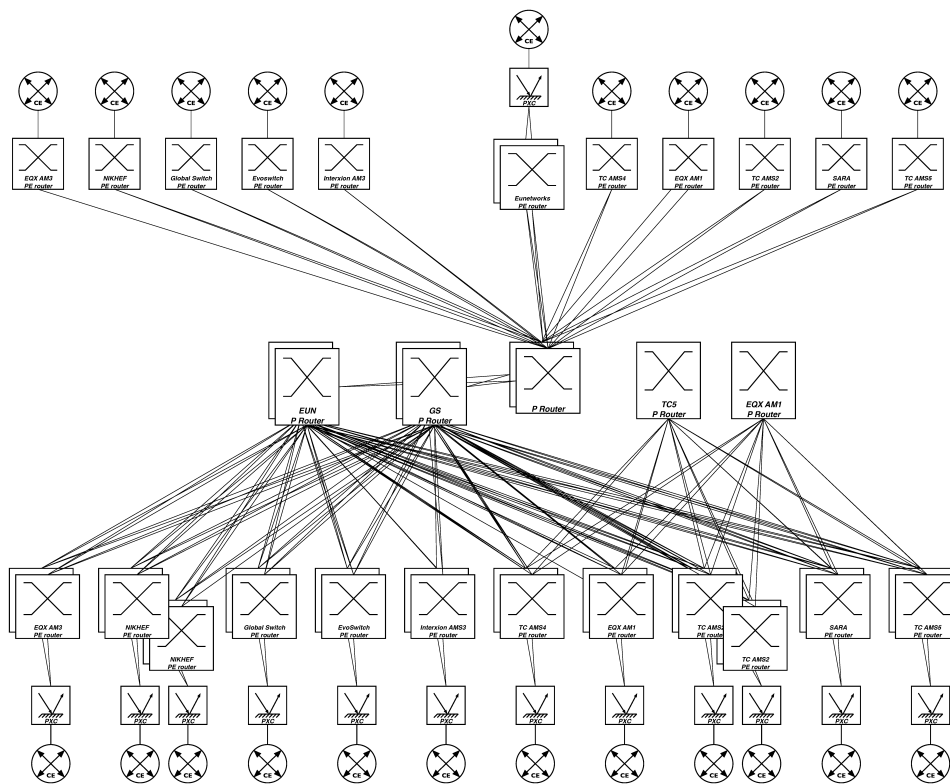 CE
PXC
CE
CE
CE
CE
CE
CE
CE
CE
CE
CE
EQX AM3
PE router
NIKHEF
PE router
Global Switch
PE router
Evoswitch
PE router
Interxion AM3
PE router
Eunetworks
PE router
TC AMS4
PE router
EQX AM1
PE router
TC AMS2
PE router
SARA
PE router
TC AMS5
PE router
EUN
P Router
GS
P Router
P Router
TC5
P Router
EQX AM1
P Router
EQX AM3
PE router
NIKHEF
PE router
NIKHEF
PE router
Global Switch
PE router
EvoSwitch
PE router
Interxion AMS3
PE router
TC AMS4
PE router
EQX AM1
PE router
TC AMS2
PE router
TC AMS2
PE router
SARA
PE router
TC AMS5
PE router
PXC
PXC
PXC
PXC
PXC
PXC
PXC
PXC
PXC
PXC
PXC
PXC
CE
CE
CE
CE
CE
CE
CE
CE
CE
CE
CE
CE